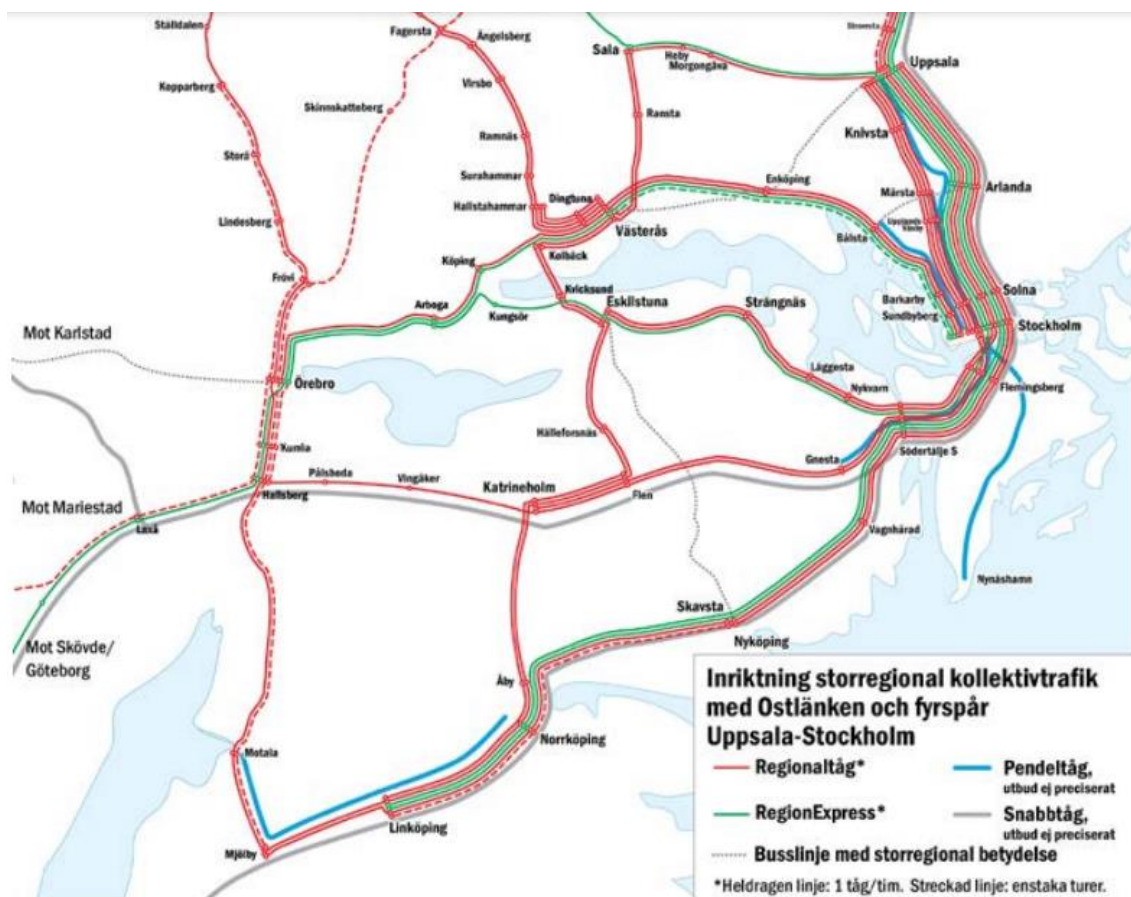 Ställdalen
Fagersta
Ängelsberg
Sala
Heby
Morgongåva
Uppsala
Kopparberg
Virsbo
Skinnskatteberg
Ransta
Knivsta
Storå
Ramnäs
Surahammar
Enköping
Märsta
Arlanda
Lindesberg
Hallstahammar
Dingtuna
Västerås
Upplands
Väsby
Bålsta
Frövi
Köping
Kolbäck
Kvicksund
Eskilstuna
Strängnäs
Barkarby
Solna
Arboga
Kungsör
Sundbyberg
Stockholm
Mot Karlstad
Örebro
Läggesta
Nykvarn
Flemingsberg
Kumla
Hälleforsnäs
Gnesta
Södertälje S
Pålsboda
Vingåker
Katrineholm
Hallsberg
Flen
Mot Mariestad
Laxå
Vagnhärad
Nynäshamn
Skavsta
Nyköping
Mot Skövde/
Göteborg
Åby
Norrköping
Motala
Linköping
Mjölby
Inriktning storregional kollektivtrafik
med Ostlänken och fyrspår
Uppsala-Stockholm
Regionaltåg*
Pendeltåg,
utbud ej preciserat
RegionExpress*
Snabbtåg,
utbud ej preciserat
Busslinje med storregional betydelse
*Heldragen linje: 1 tåg/tim. Streckad linje: enstaka turer.